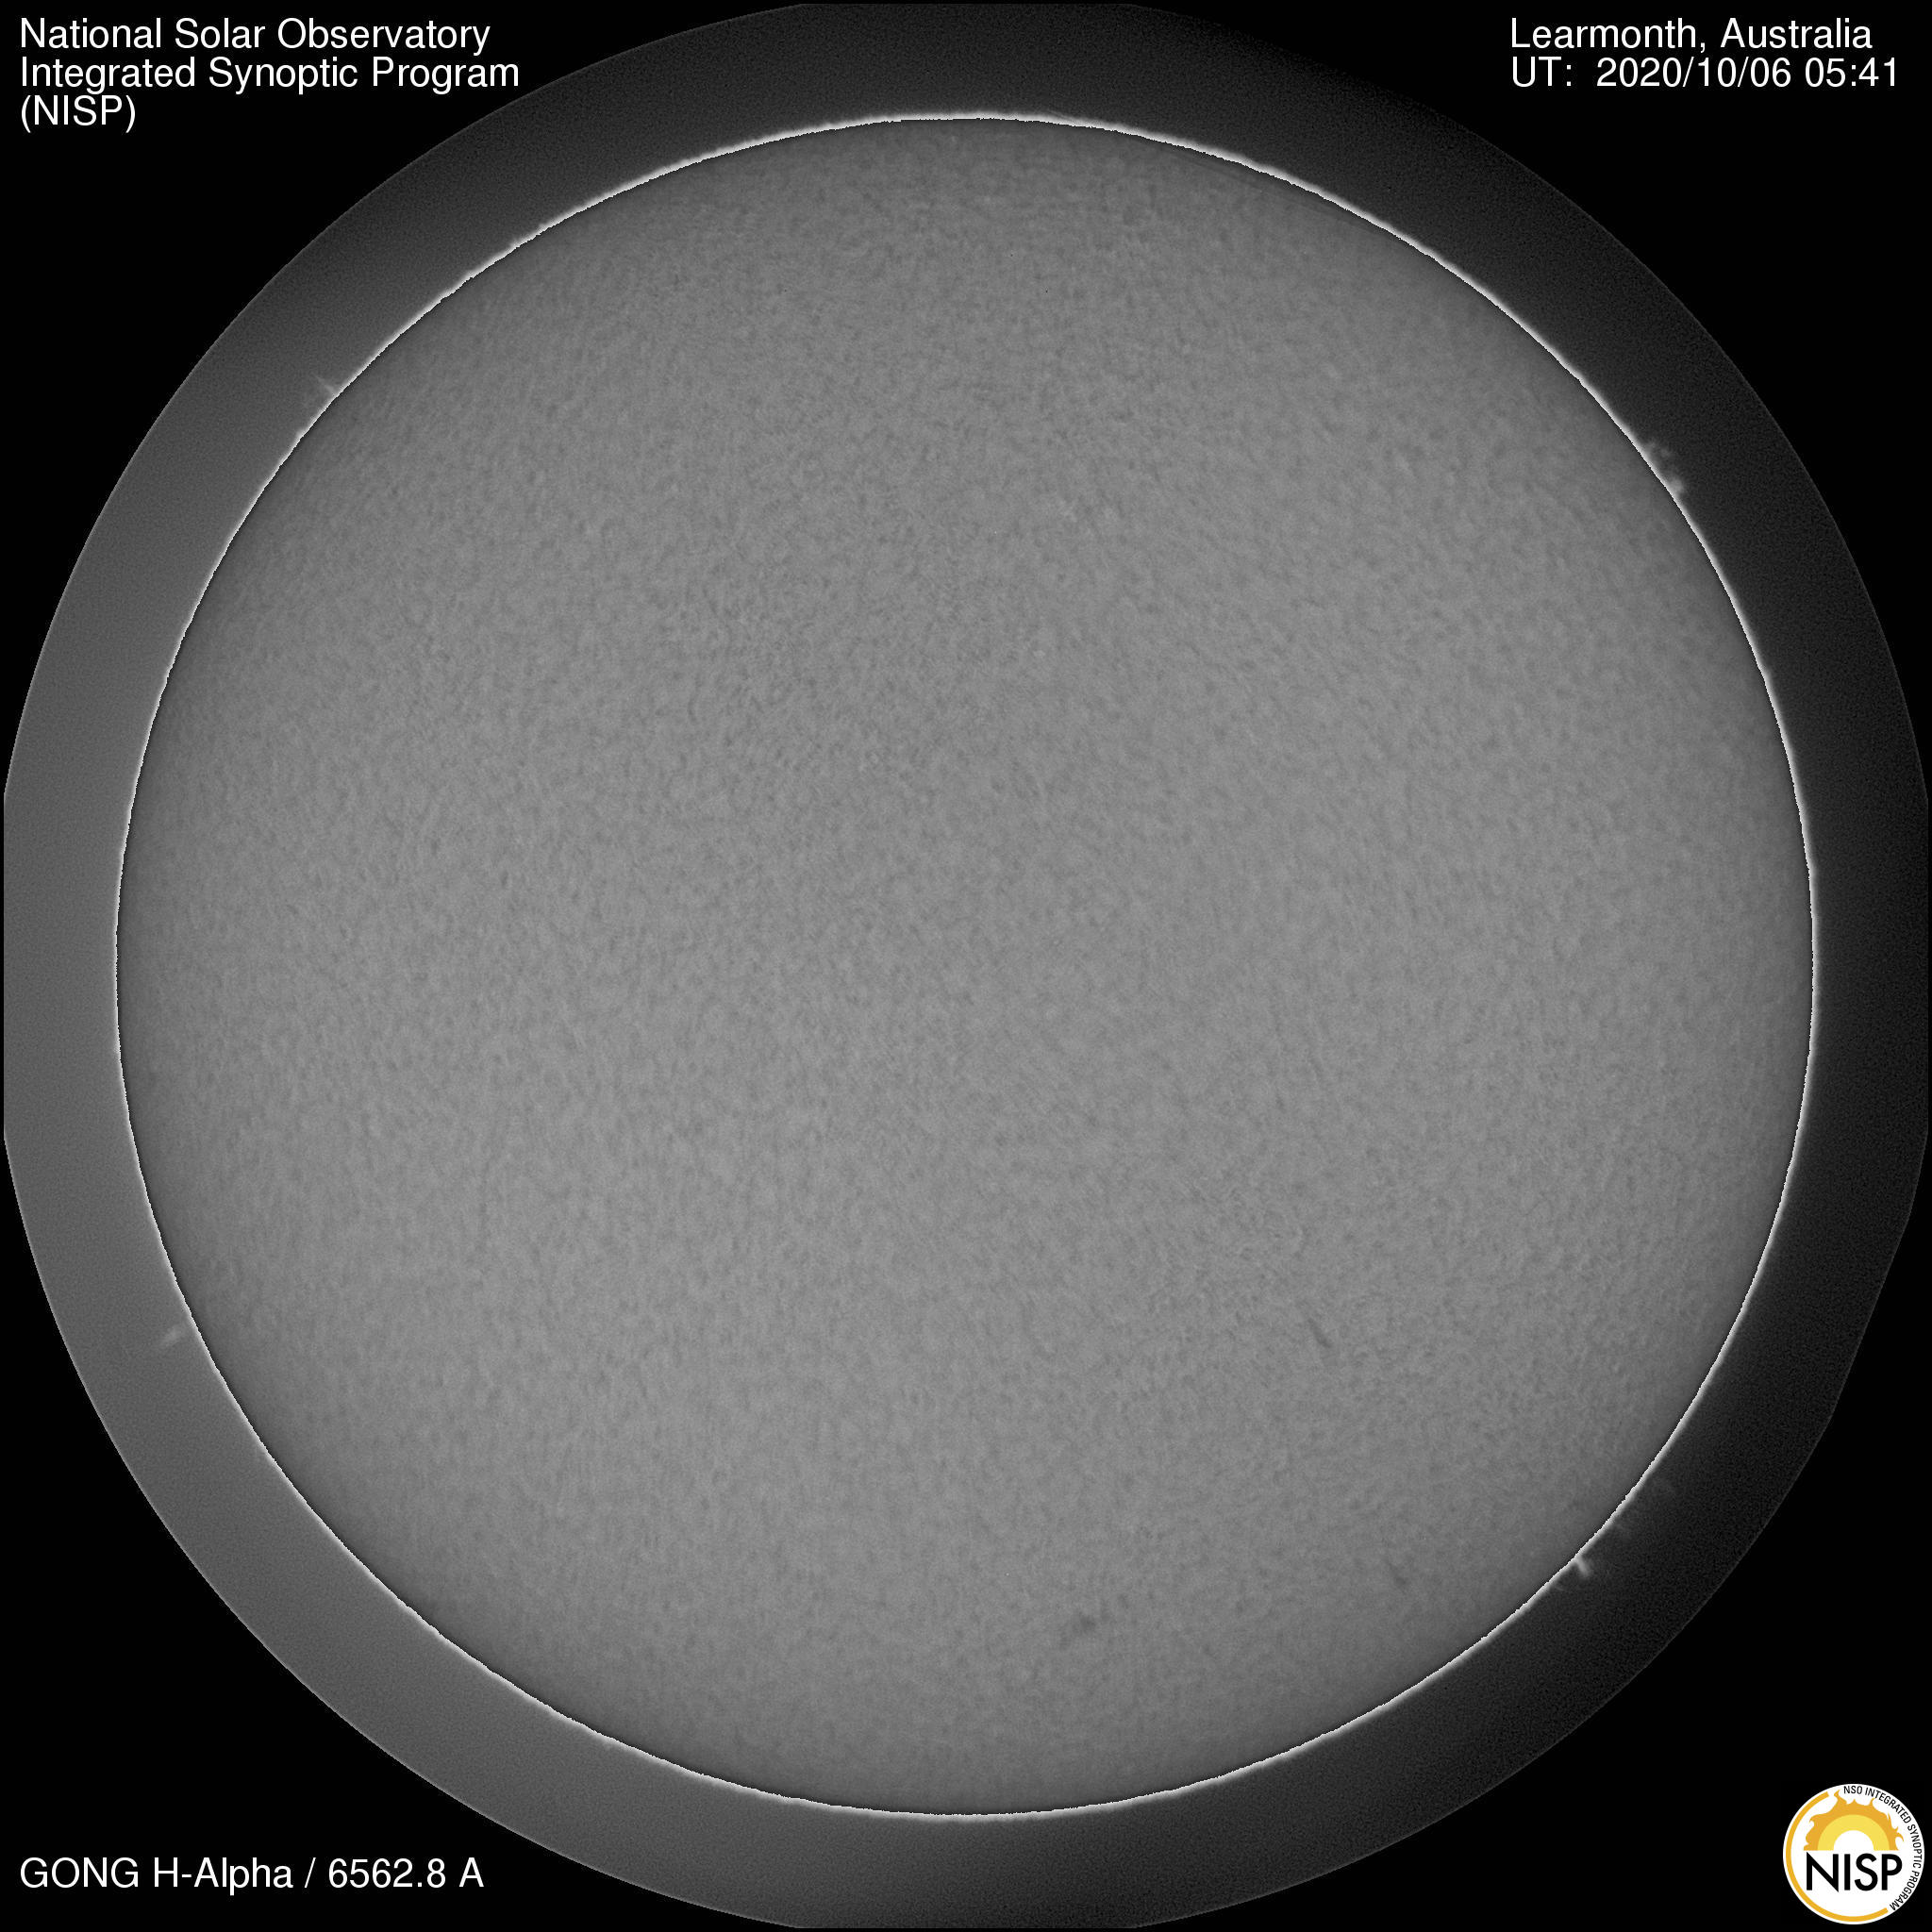 National Solar Observatory
Integrated Synoptic Program
(NISP)
Learmonth, Australia
UT: 2020/10/06 05:41
GONG H-Alpha / 6562.8 A
NSO INTEGRATED SYNOPTIC PROGRAM
NISP